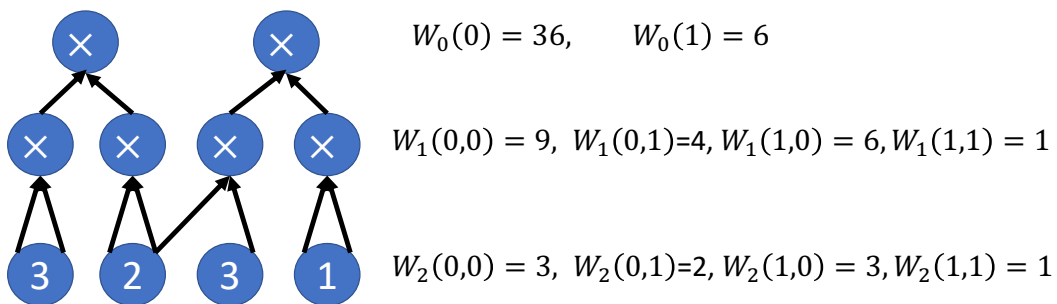 × × W₀(0) = 36, W₀(1) = 6
× × × × W₁(0,0) = 9, W₁(0,1)=4, W₁(1,0) = 6, W₁(1,1) = 1
3 2 3 1 W₂(0,0) = 3, W₂(0,1)=2, W₂(1,0) = 3, W₂(1,1) = 1